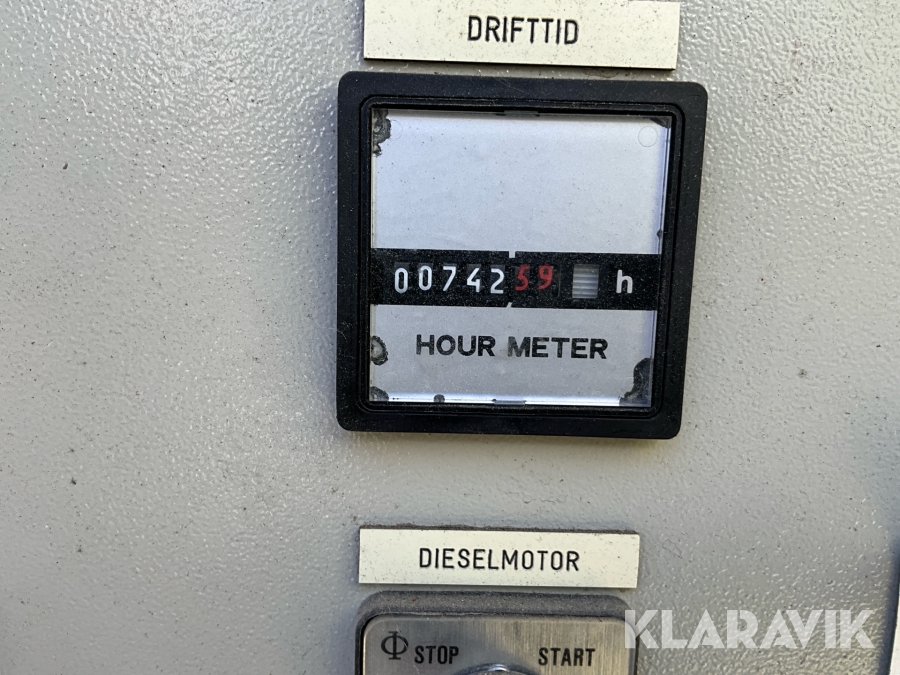 DRIFTTID
0074259 h
HOUR METER
DIESELMOTOR
Φ STOP START
KLARAVIK